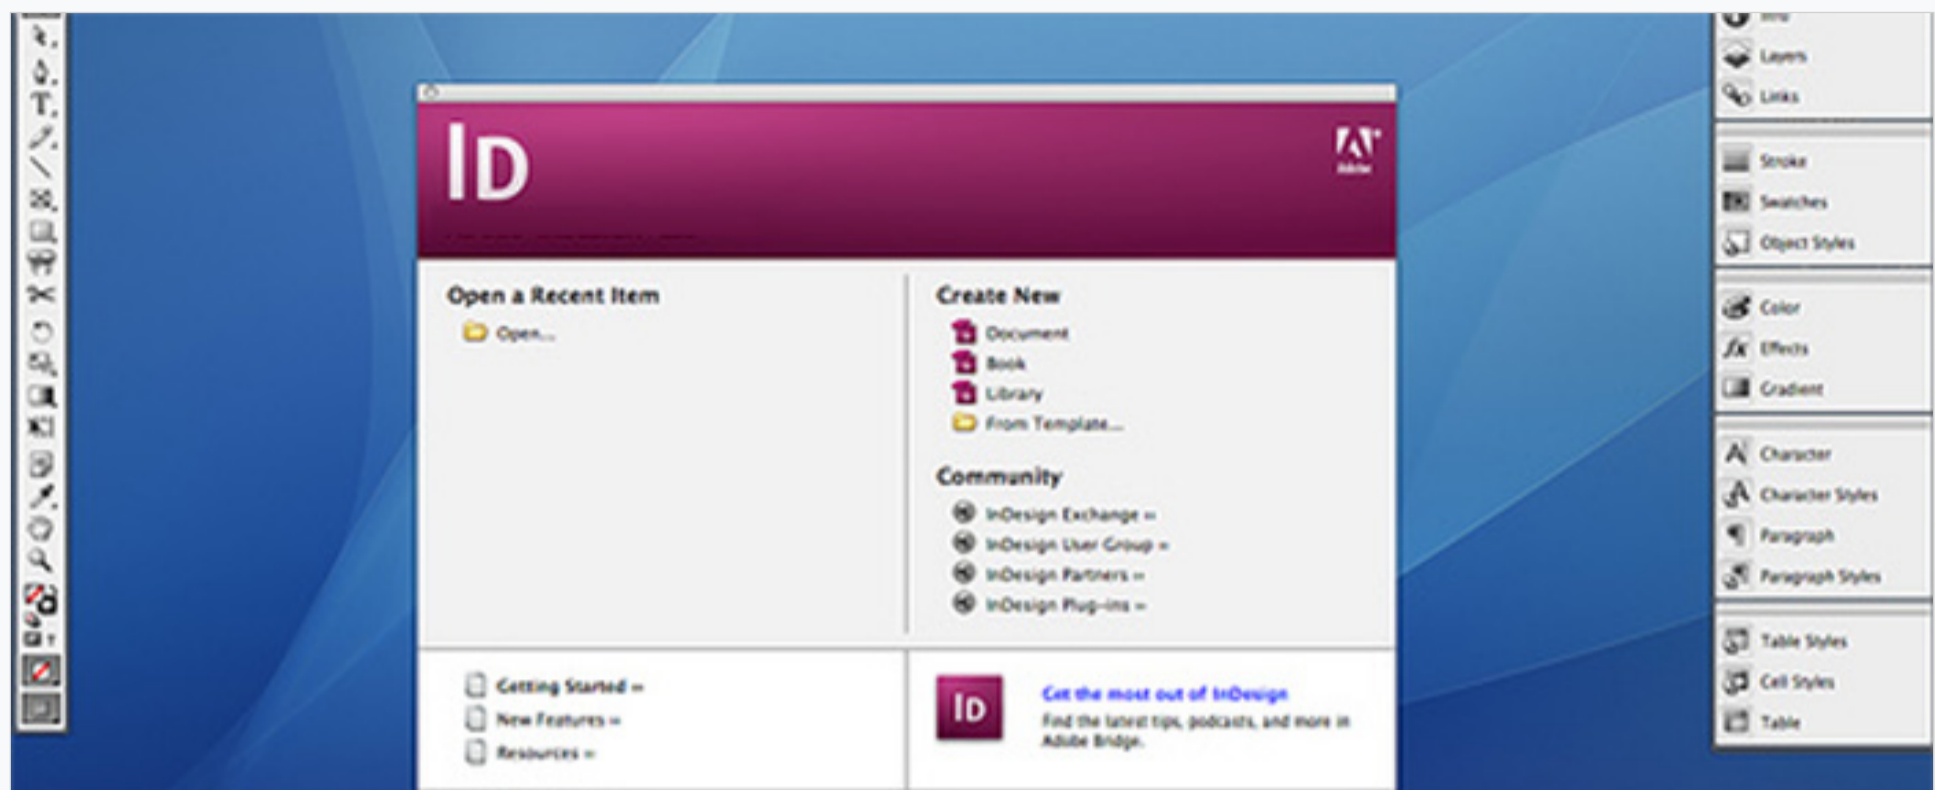 ID
Adobe
Open a Recent Item
Open...
Create New
Document
Book
Library
From Template...
Community
InDesign Exchange »
InDesign User Group »
InDesign Partners »
InDesign Plug-ins »
Getting Started »
New Features »
Resources »
ID
Get the most out of InDesign
Find the latest tips, podcasts, and more in
Adobe Bridge.
Layers
Links
Stroke
Swatches
Object Styles
Color
Effects
Gradient
Character
Character Styles
Paragraph
Paragraph Styles
Table Styles
Cell Styles
Table